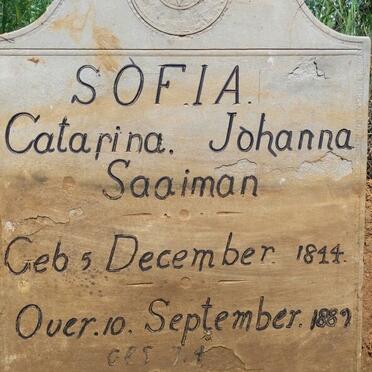 SOFIA.
Catarina. Johanna
Saaiman
Geb 5 December. 1844.
Over. 10. September. 1889